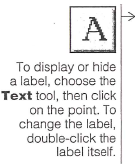 A
To display or hide
a label, choose the
Text tool, then click
on the point. To
change the label,
double-click the
label itself.